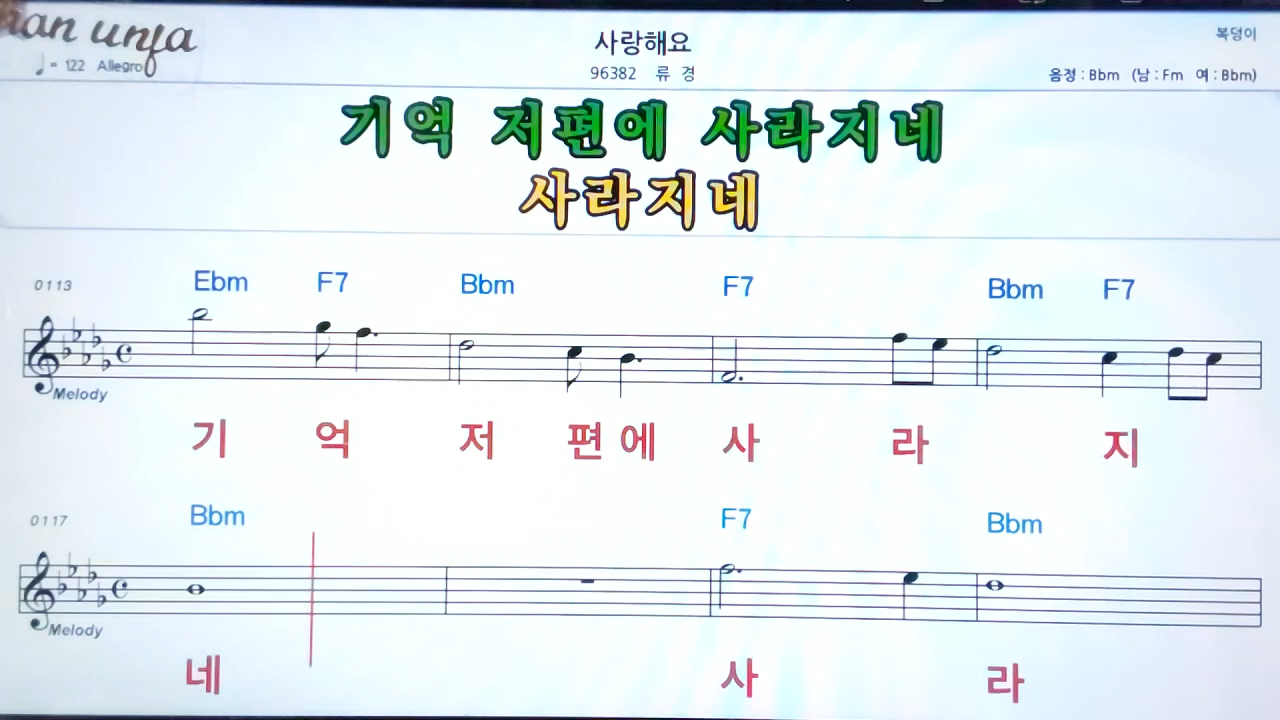 사랑해요
복덩이
♩= 122 Allegro
96382 류 경
음정 : Bbm (남 : Fm 여 : Bbm)
기억 저편에 사라지네
사라지네
0113 Ebm F7 Bbm F7 Bbm F7
Melody
기 억 저 편 에 사 라 지
0117 Bbm F7 Bbm
Melody
네 사 라